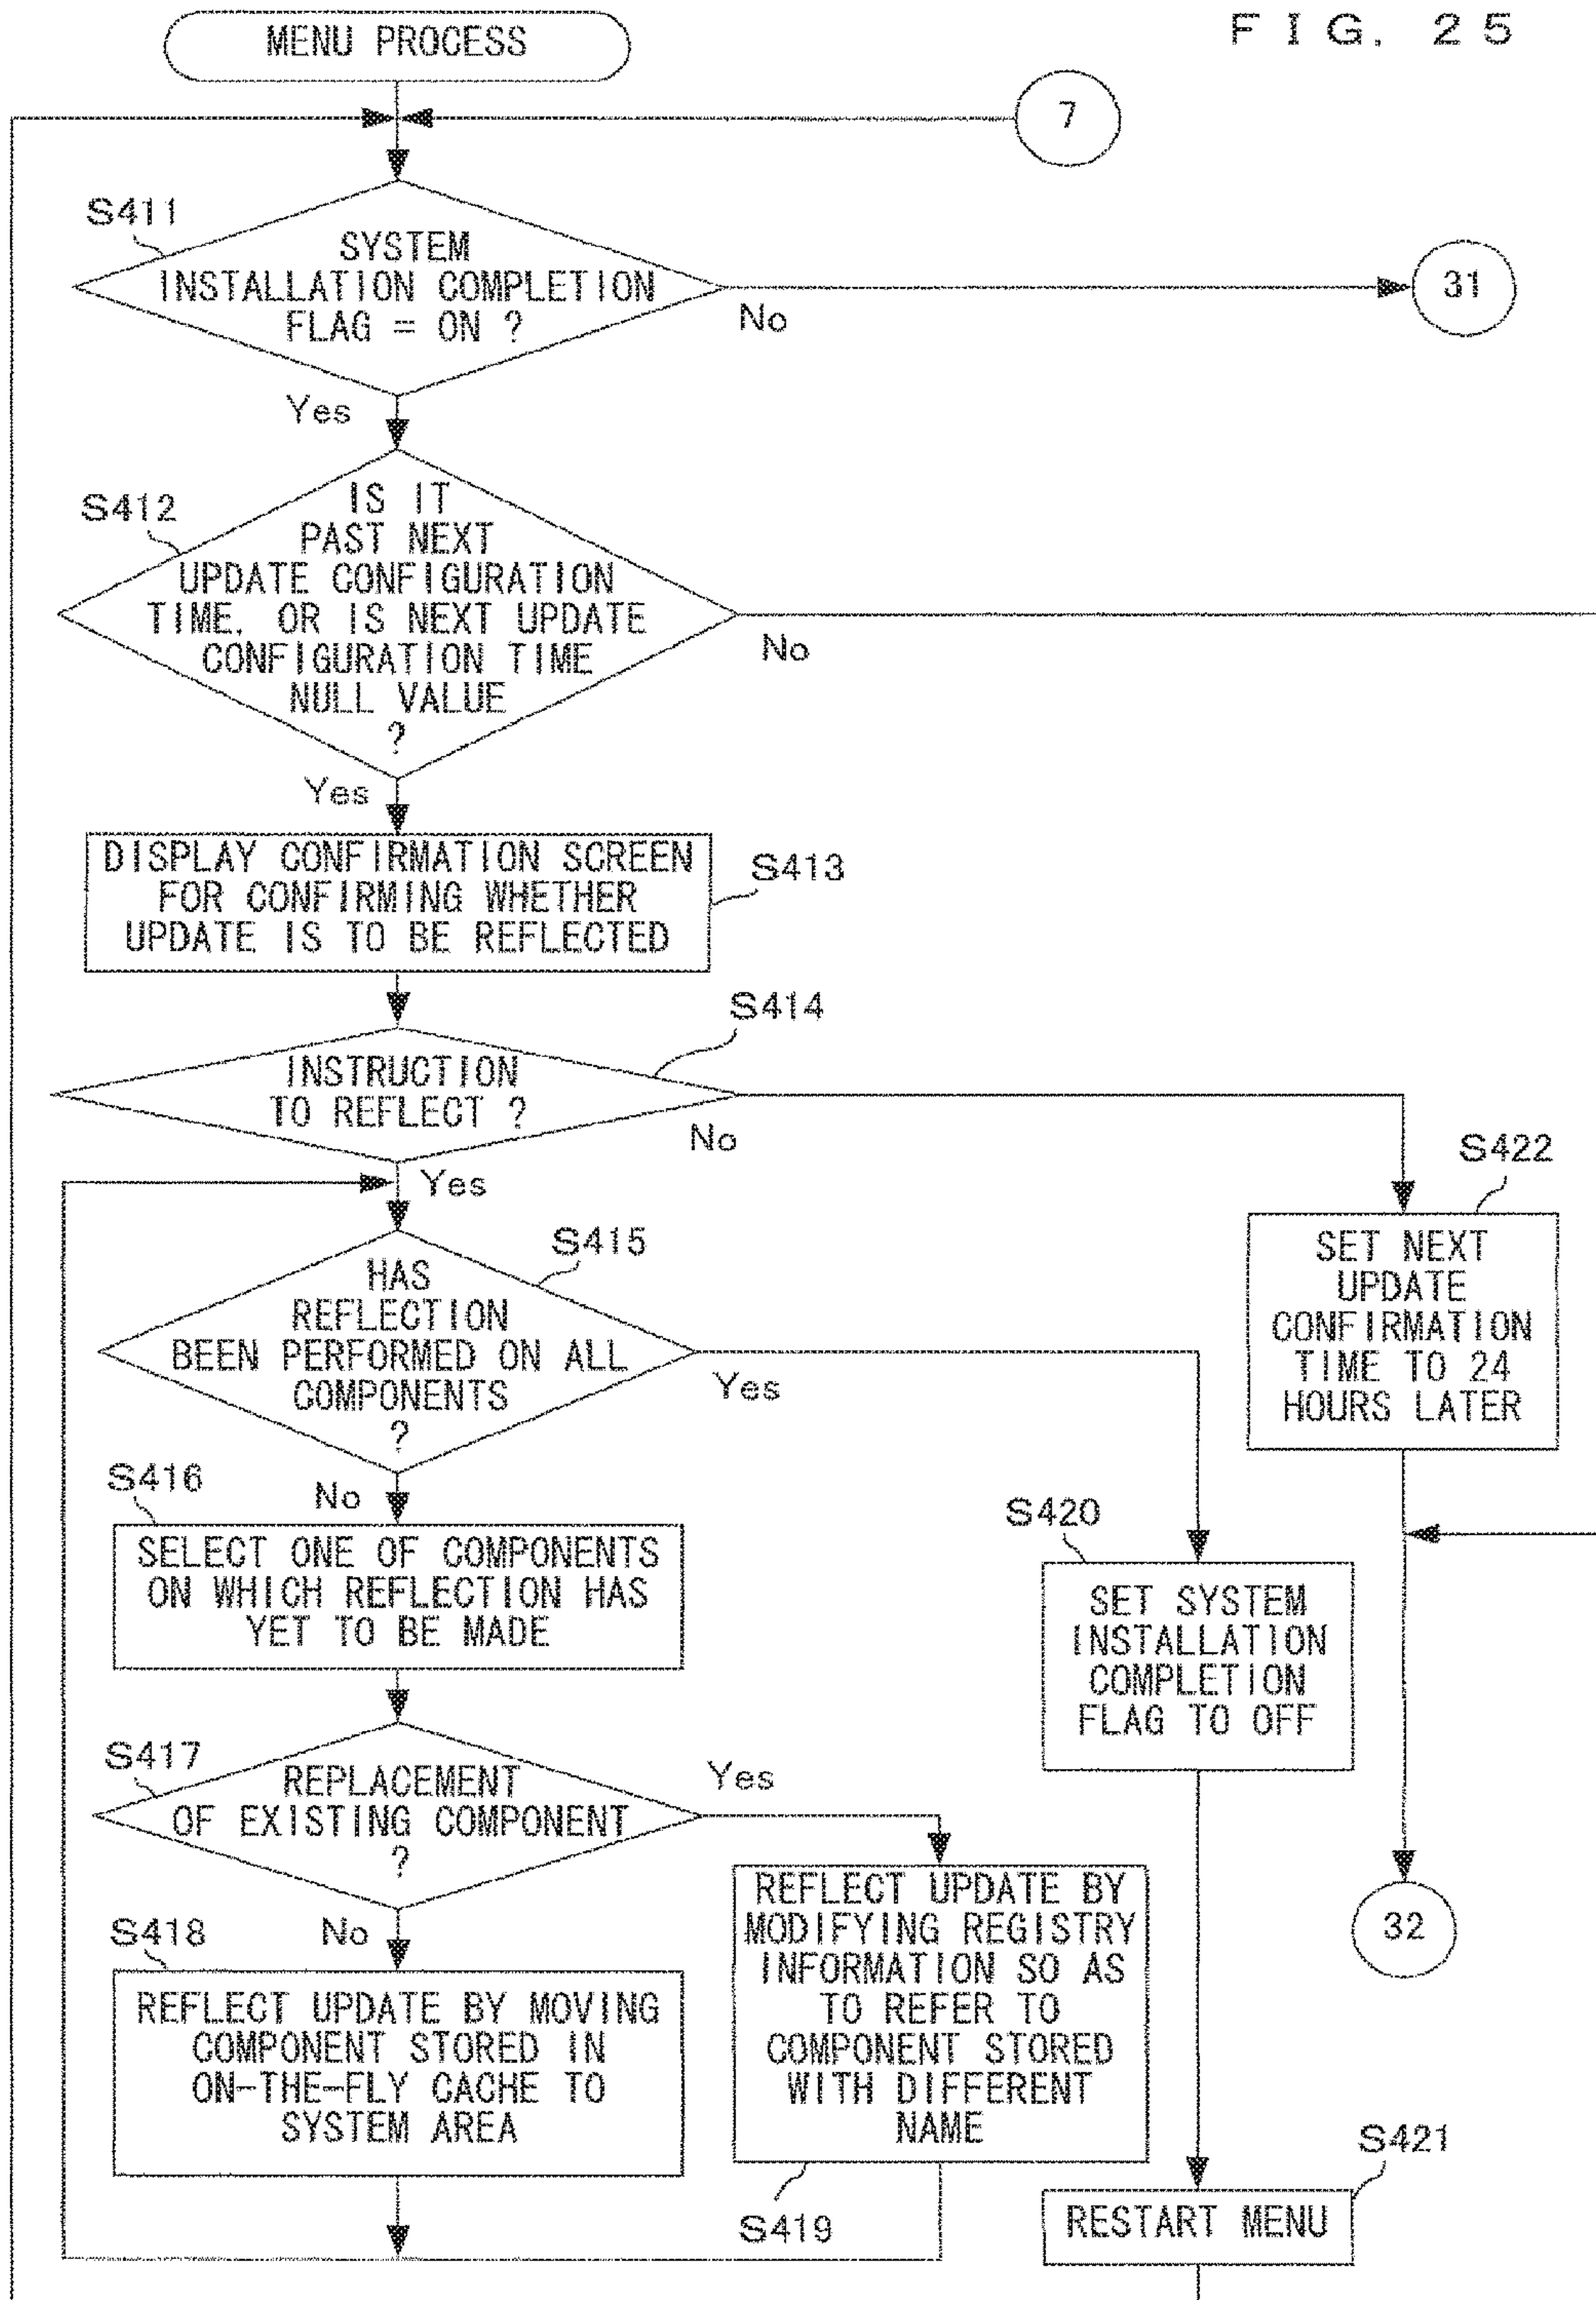 FIG. 25
MENU PROCESS
7
S411
SYSTEM
INSTALLATION COMPLETION
FLAG = ON ?
No
31
Yes
S412
IS IT
PAST NEXT
UPDATE CONFIGURATION
TIME, OR IS NEXT UPDATE
CONFIGURATION TIME
NULL VALUE
?
No
Yes
DISPLAY CONFIRMATION SCREEN
FOR CONFIRMING WHETHER
UPDATE IS TO BE REFLECTED
S413
S414
INSTRUCTION
TO REFLECT ?
No
Yes
S422
SET NEXT
UPDATE
CONFIRMATION
TIME TO 24
HOURS LATER
S415
HAS
REFLECTION
BEEN PERFORMED ON ALL
COMPONENTS
?
Yes
No
S416
SELECT ONE OF COMPONENTS
ON WHICH REFLECTION HAS
YET TO BE MADE
S420
SET SYSTEM
INSTALLATION
COMPLETION
FLAG TO OFF
S417
REPLACEMENT
OF EXISTING COMPONENT
?
Yes
No
S418
REFLECT UPDATE BY MOVING
COMPONENT STORED IN
ON-THE-FLY CACHE TO
SYSTEM AREA
REFLECT UPDATE BY
MODIFYING REGISTRY
INFORMATION SO AS
TO REFER TO
COMPONENT STORED
WITH DIFFERENT
NAME
S419
32
S421
RESTART MENU